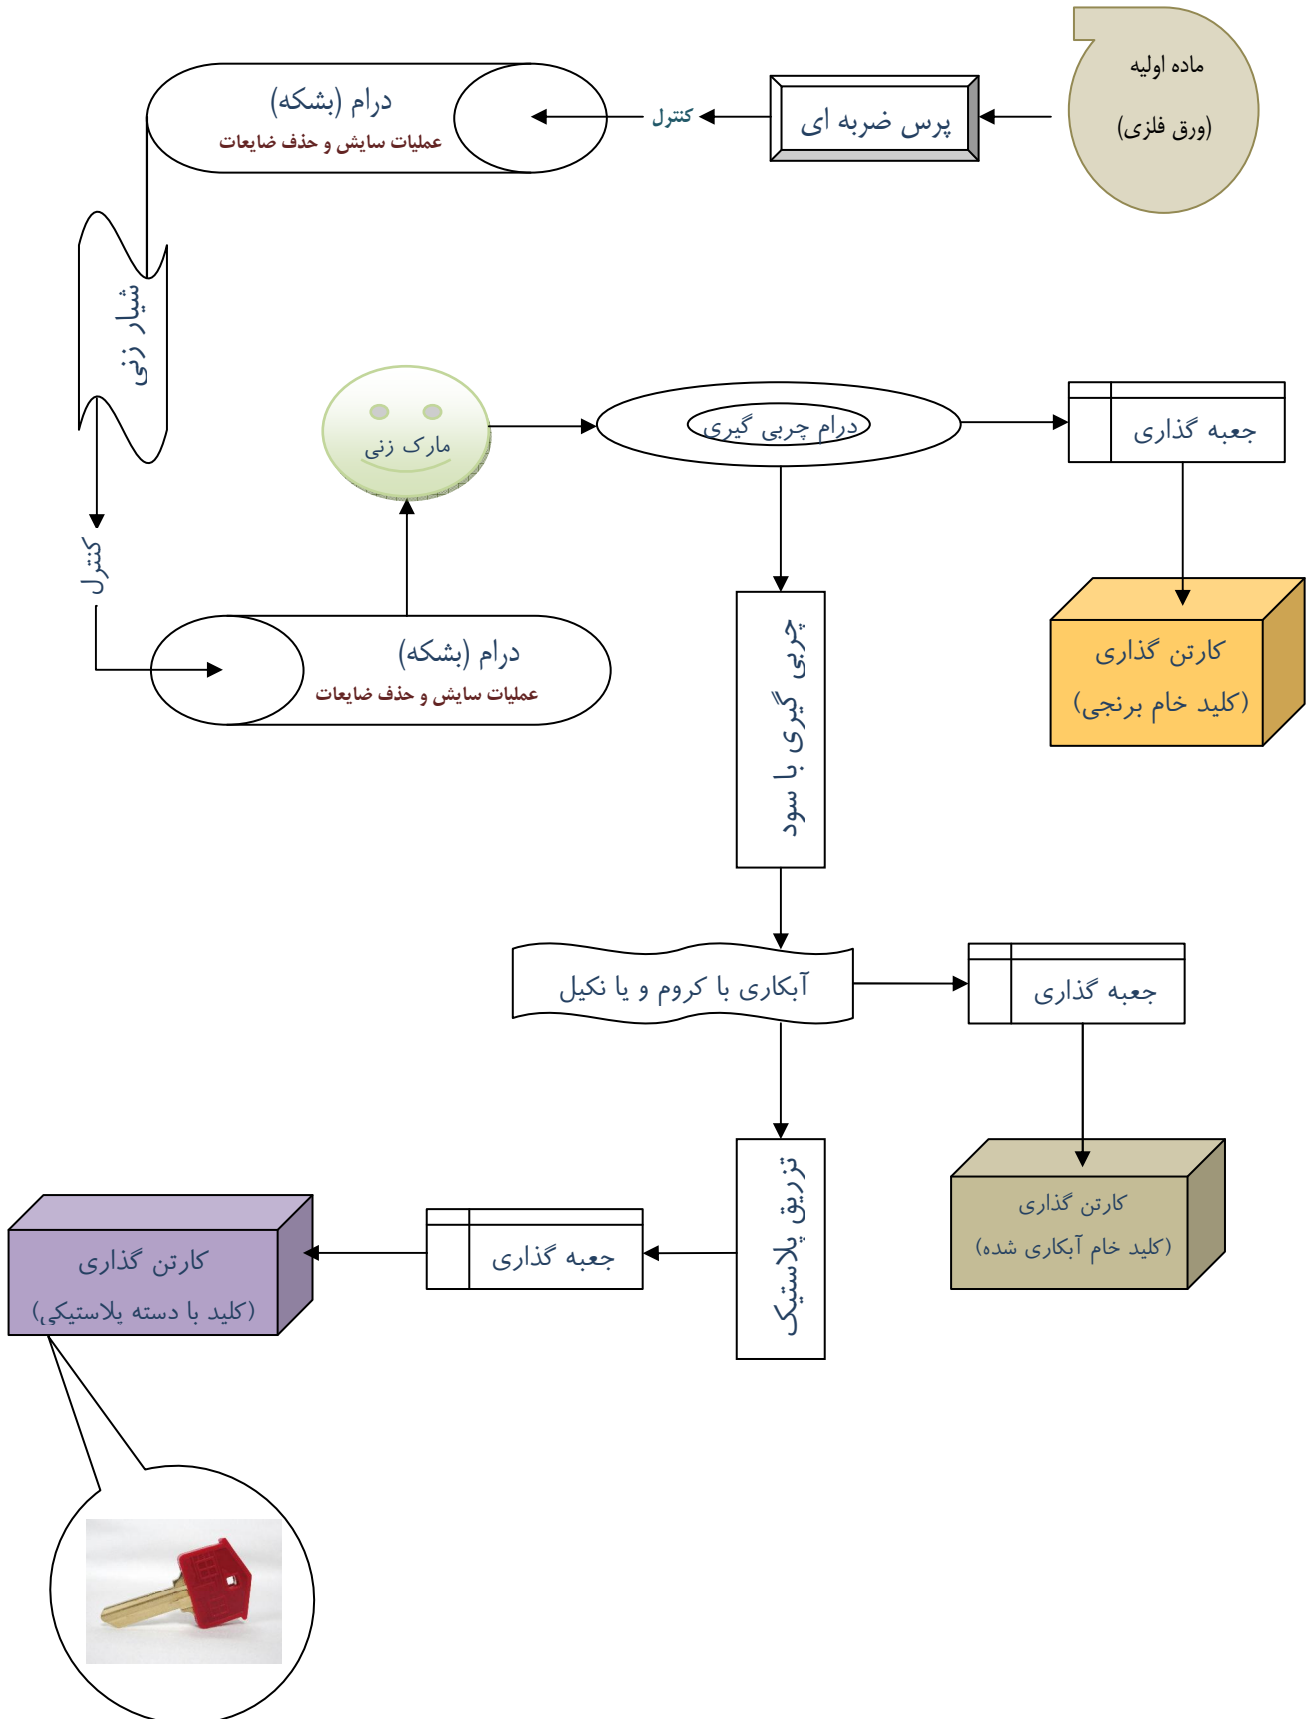 ماده اولیه
(ورق فلزی)
پرس ضربه ای
کنترل
درام (بشکه)
عملیات سایش و حذف ضایعات
شیار زنی
کنترل
درام (بشکه)
عملیات سایش و حذف ضایعات
مارک زنی
درام چربی گیری
جعبه گذاری
کارتن گذاری
(کلید خام برنجی)
چربی گیری با سود
آبکاری با کروم و یا نکیل
جعبه گذاری
کارتن گذاری
(کلید خام آبکاری شده)
تزریق پلاستیک
جعبه گذاری
کارتن گذاری
(کلید با دسته پلاستیکی)